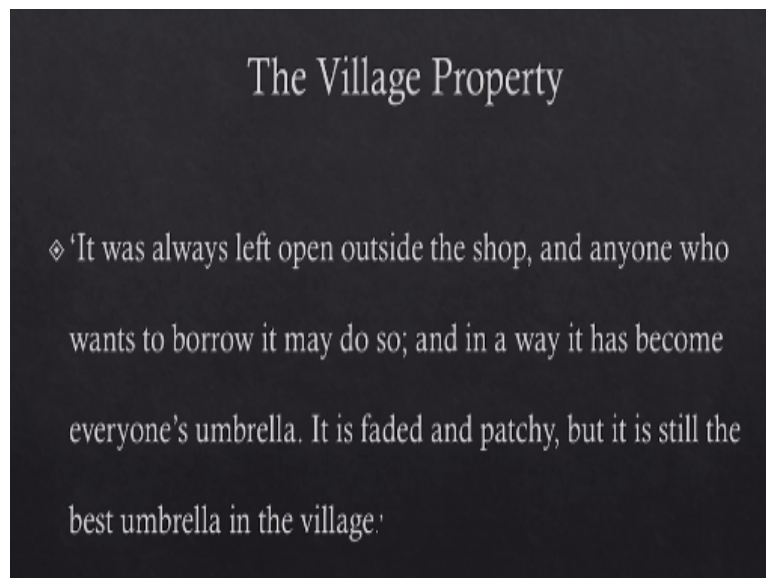 The Village Property
‘It was always left open outside the shop, and anyone who
wants to borrow it may do so; and in a way it has become
everyone’s umbrella. It is faded and patchy, but it is still the
best umbrella in the village.’